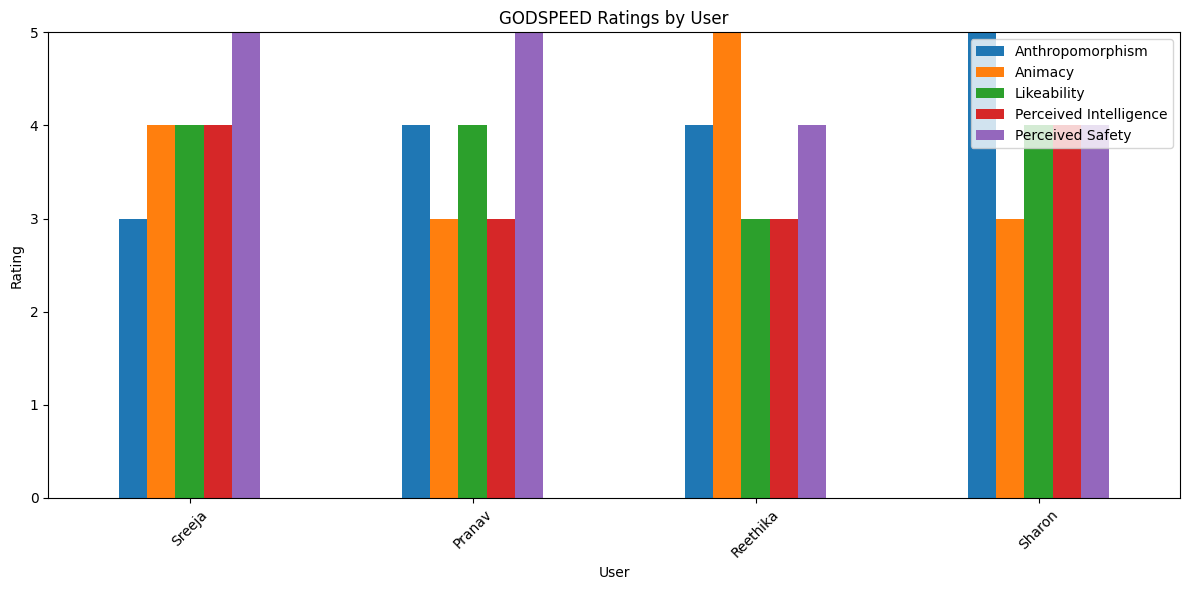 GODSPEED Ratings by User
5
4
3
2
1
0
Rating
Anthropomorphism
Animacy
Likeability
Perceived Intelligence
Perceived Safety
Sreeja
Pranav
Reethika
Sharon
User